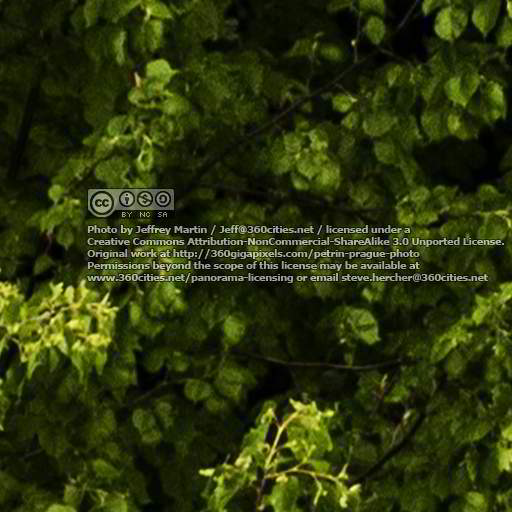 cc BY NC SA
Photo by Jeffrey Martin / Jeff@360cities.net / licensed under a
Creative Commons Attribution-NonCommercial-ShareAlike 3.0 Unported License.
Original work at http://360gigapixels.com/petrin-prague-photo
Permissions beyond the scope of this license may be available at
www.360cities.net/panorama-licensing or email steve.hercher@360cities.net